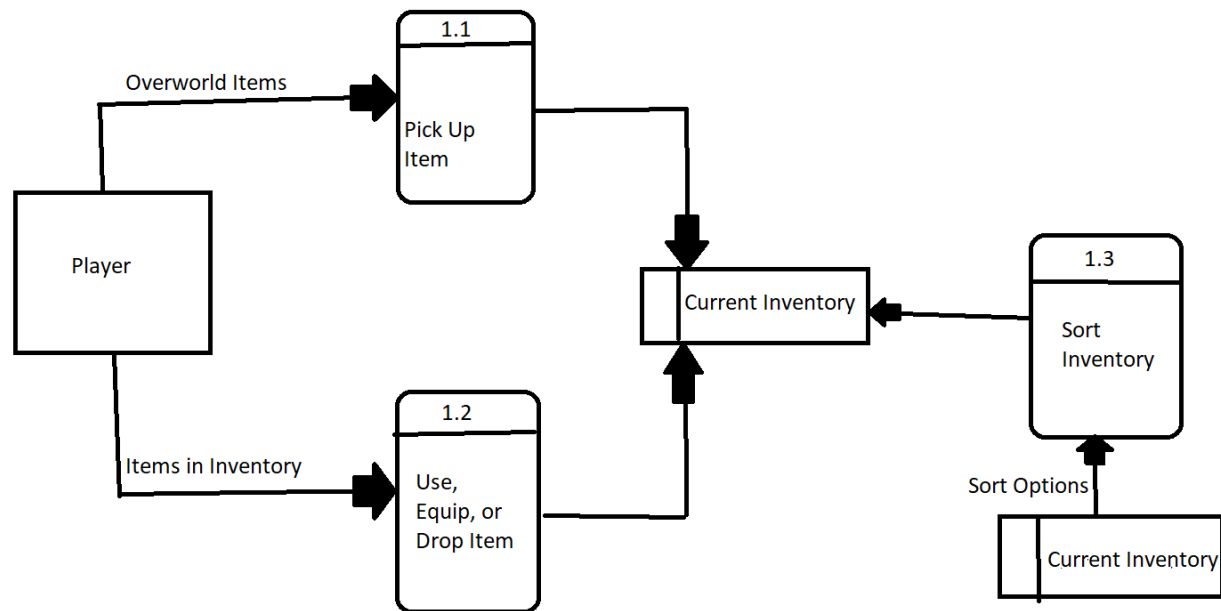 1.1
Overworld Items
Pick Up
Item
Player
Current Inventory
1.3
Sort
Inventory
1.2
Items in Inventory
Use,
Equip, or
Drop Item
Sort Options
Current Inventory